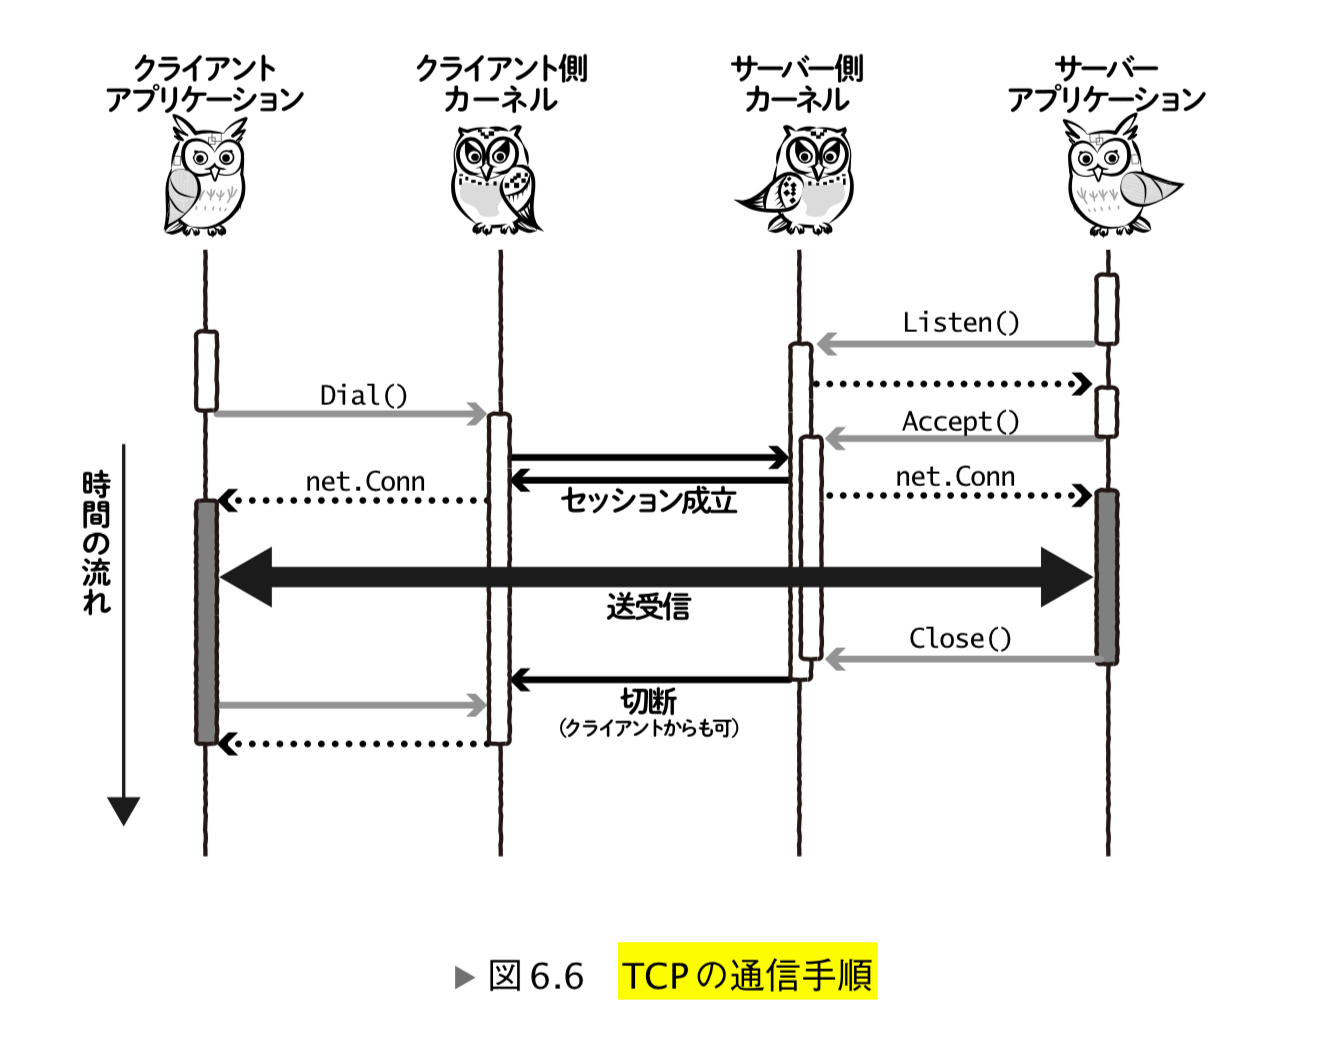 クライアント
アプリケーション
クライアント側
カーネル
サーバー側
カーネル
サーバー
アプリケーション
Listen()
Dial()
Accept()
net.Conn
net.Conn
セッション成立
時間の流れ
送受信
Close()
切断
(クライアントからも可)
▶ 図6.6 TCPの通信手順